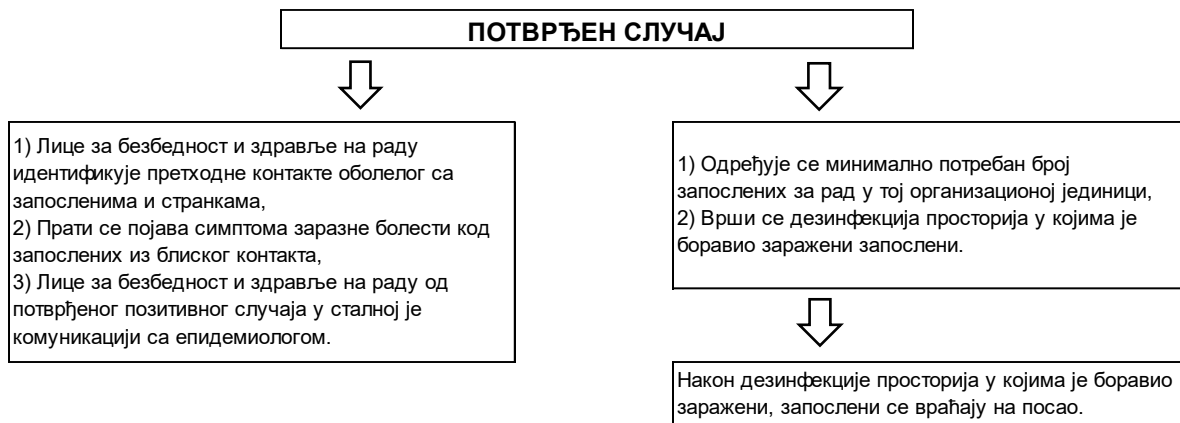 ПОТВРЂЕН СЛУЧАЈ
1) Лице за безбедност и здравље на раду
идентификује претходне контакте оболелог са
запосленима и странкама,
2) Прати се појава симптома заразне болести код
запослених из блиског контакта,
3) Лице за безбедност и здравље на раду од
потврђеног позитивног случаја у сталној је
комуникацији са епидемиологом.
1) Одређује се минимално потребан број
запослених за рад у тој организационој јединици,
2) Врши се дезинфекција просторија у којима је
боравио заражени запослени.
Након дезинфекције просторија у којима је боравио
заражени, запослени се враћају на посао.